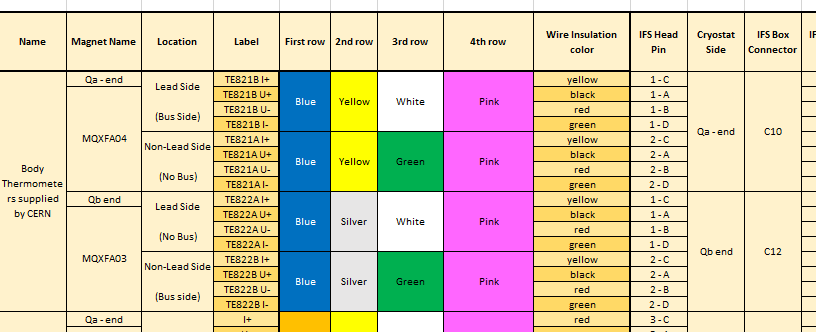 Name Magnet Name Location Label First row 2nd row 3rd row 4th row Wire Insulation color IFS Head Pin Cryostat Side IFS Box Connector
Qa - end Lead Side TE821B I+ Blue Yellow White Pink yellow 1 - C Qa - end C10
MQXFA04 TE821B U+ black 1 - A
(Bus Side) TE821B U- red 1 - B
TE821B I- green 1 - D
Non-Lead Side TE821A I+ Blue Yellow Green Pink yellow 2 - C
TE821A U+ black 2 - A
(No Bus) TE821A U- red 2 - B
TE821A I- green 2 - D
Body Thermometers supplied by CERN
Qb end Lead Side TE822A I+ Blue Silver White Pink yellow 1 - C Qb end C12
MQXFA03 TE822A U+ black 1 - A
(No Bus) TE822A U- red 1 - B
TE822A I- green 1 - D
Non-Lead Side TE822B I+ Blue Silver Green Pink yellow 2 - C
TE822B U+ black 2 - A
(Bus side) TE822B U- red 2 - B
TE822B I- green 2 - D
Qa - end I+ red 3 - C